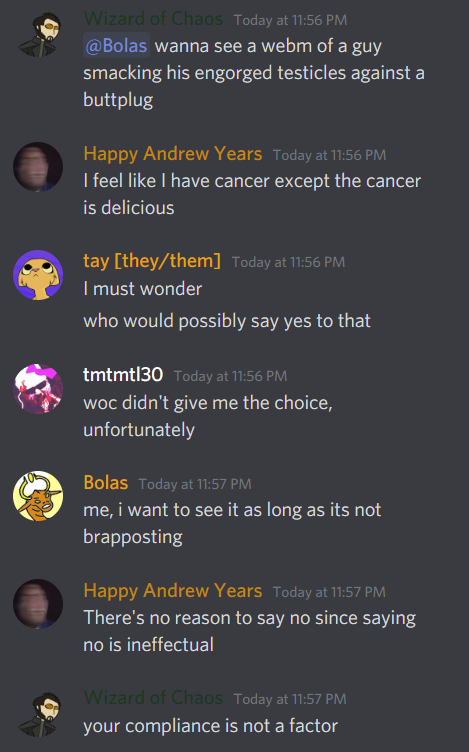 Wizard of Chaos Today at 11:56 PM
@Bolas wanna see a webm of a guy
smacking his engorged testicles against a
buttplug
Happy Andrew Years Today at 11:56 PM
I feel like I have cancer except the cancer
is delicious
tay [they/them] Today at 11:56 PM
I must wonder
who would possibly say yes to that
tmtmtl30 Today at 11:56 PM
woc didn't give me the choice,
unfortunately
Bolas Today at 11:57 PM
me, i want to see it as long as its not
brapposting
Happy Andrew Years Today at 11:57 PM
There's no reason to say no since saying
no is ineffectual
Wizard of Chaos Today at 11:57 PM
your compliance is not a factor